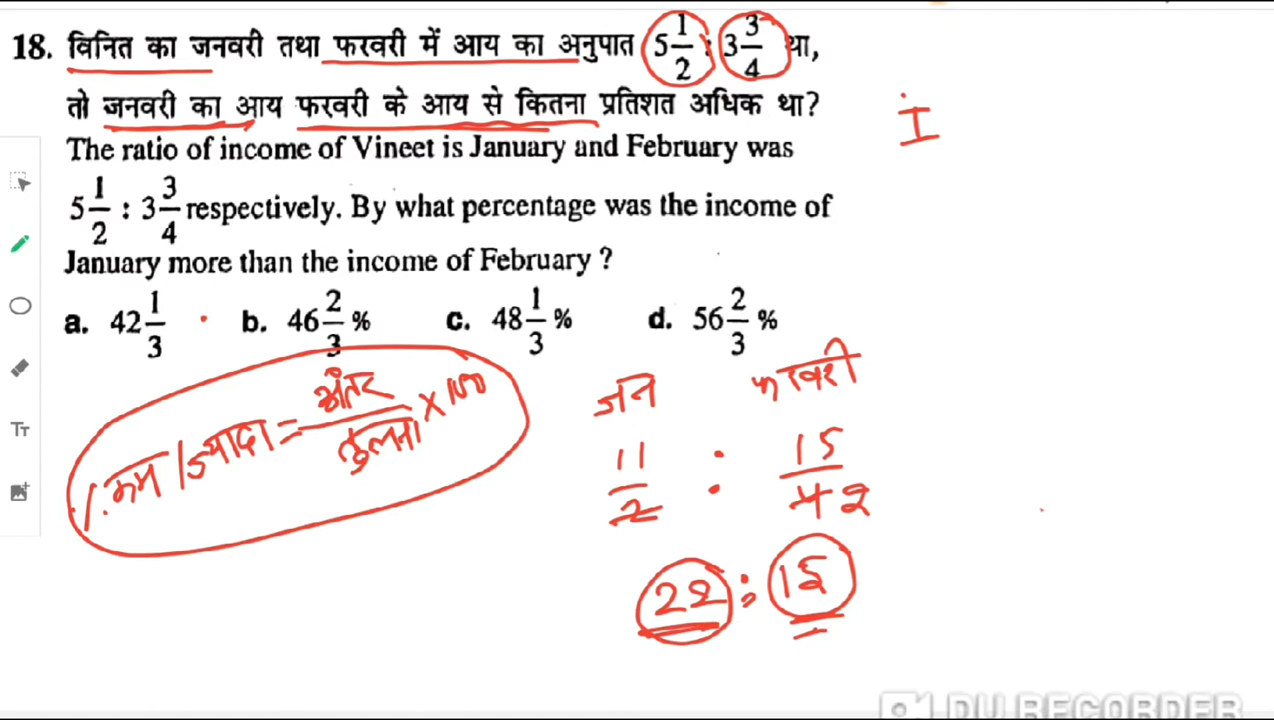 18. विनित का जनवरी तथा फरवरी में आय का अनुपात 5 1/2 : 3 3/4 था,
तो जनवरी का आय फरवरी के आय से कितना प्रतिशत अधिक था?
I
The ratio of income of Vineet is January and February was
5 1/2 : 3 3/4 respectively. By what percentage was the income of
January more than the income of February ?
a. 42 1/3 b. 46 2/3 % c. 48 1/3 % d. 56 2/3 %
% कम/ज्यादा = अंतर/तुलना × 100
जन फरवरी
11/2 : 15/42
22 : 15
Tт
DU RECORDER